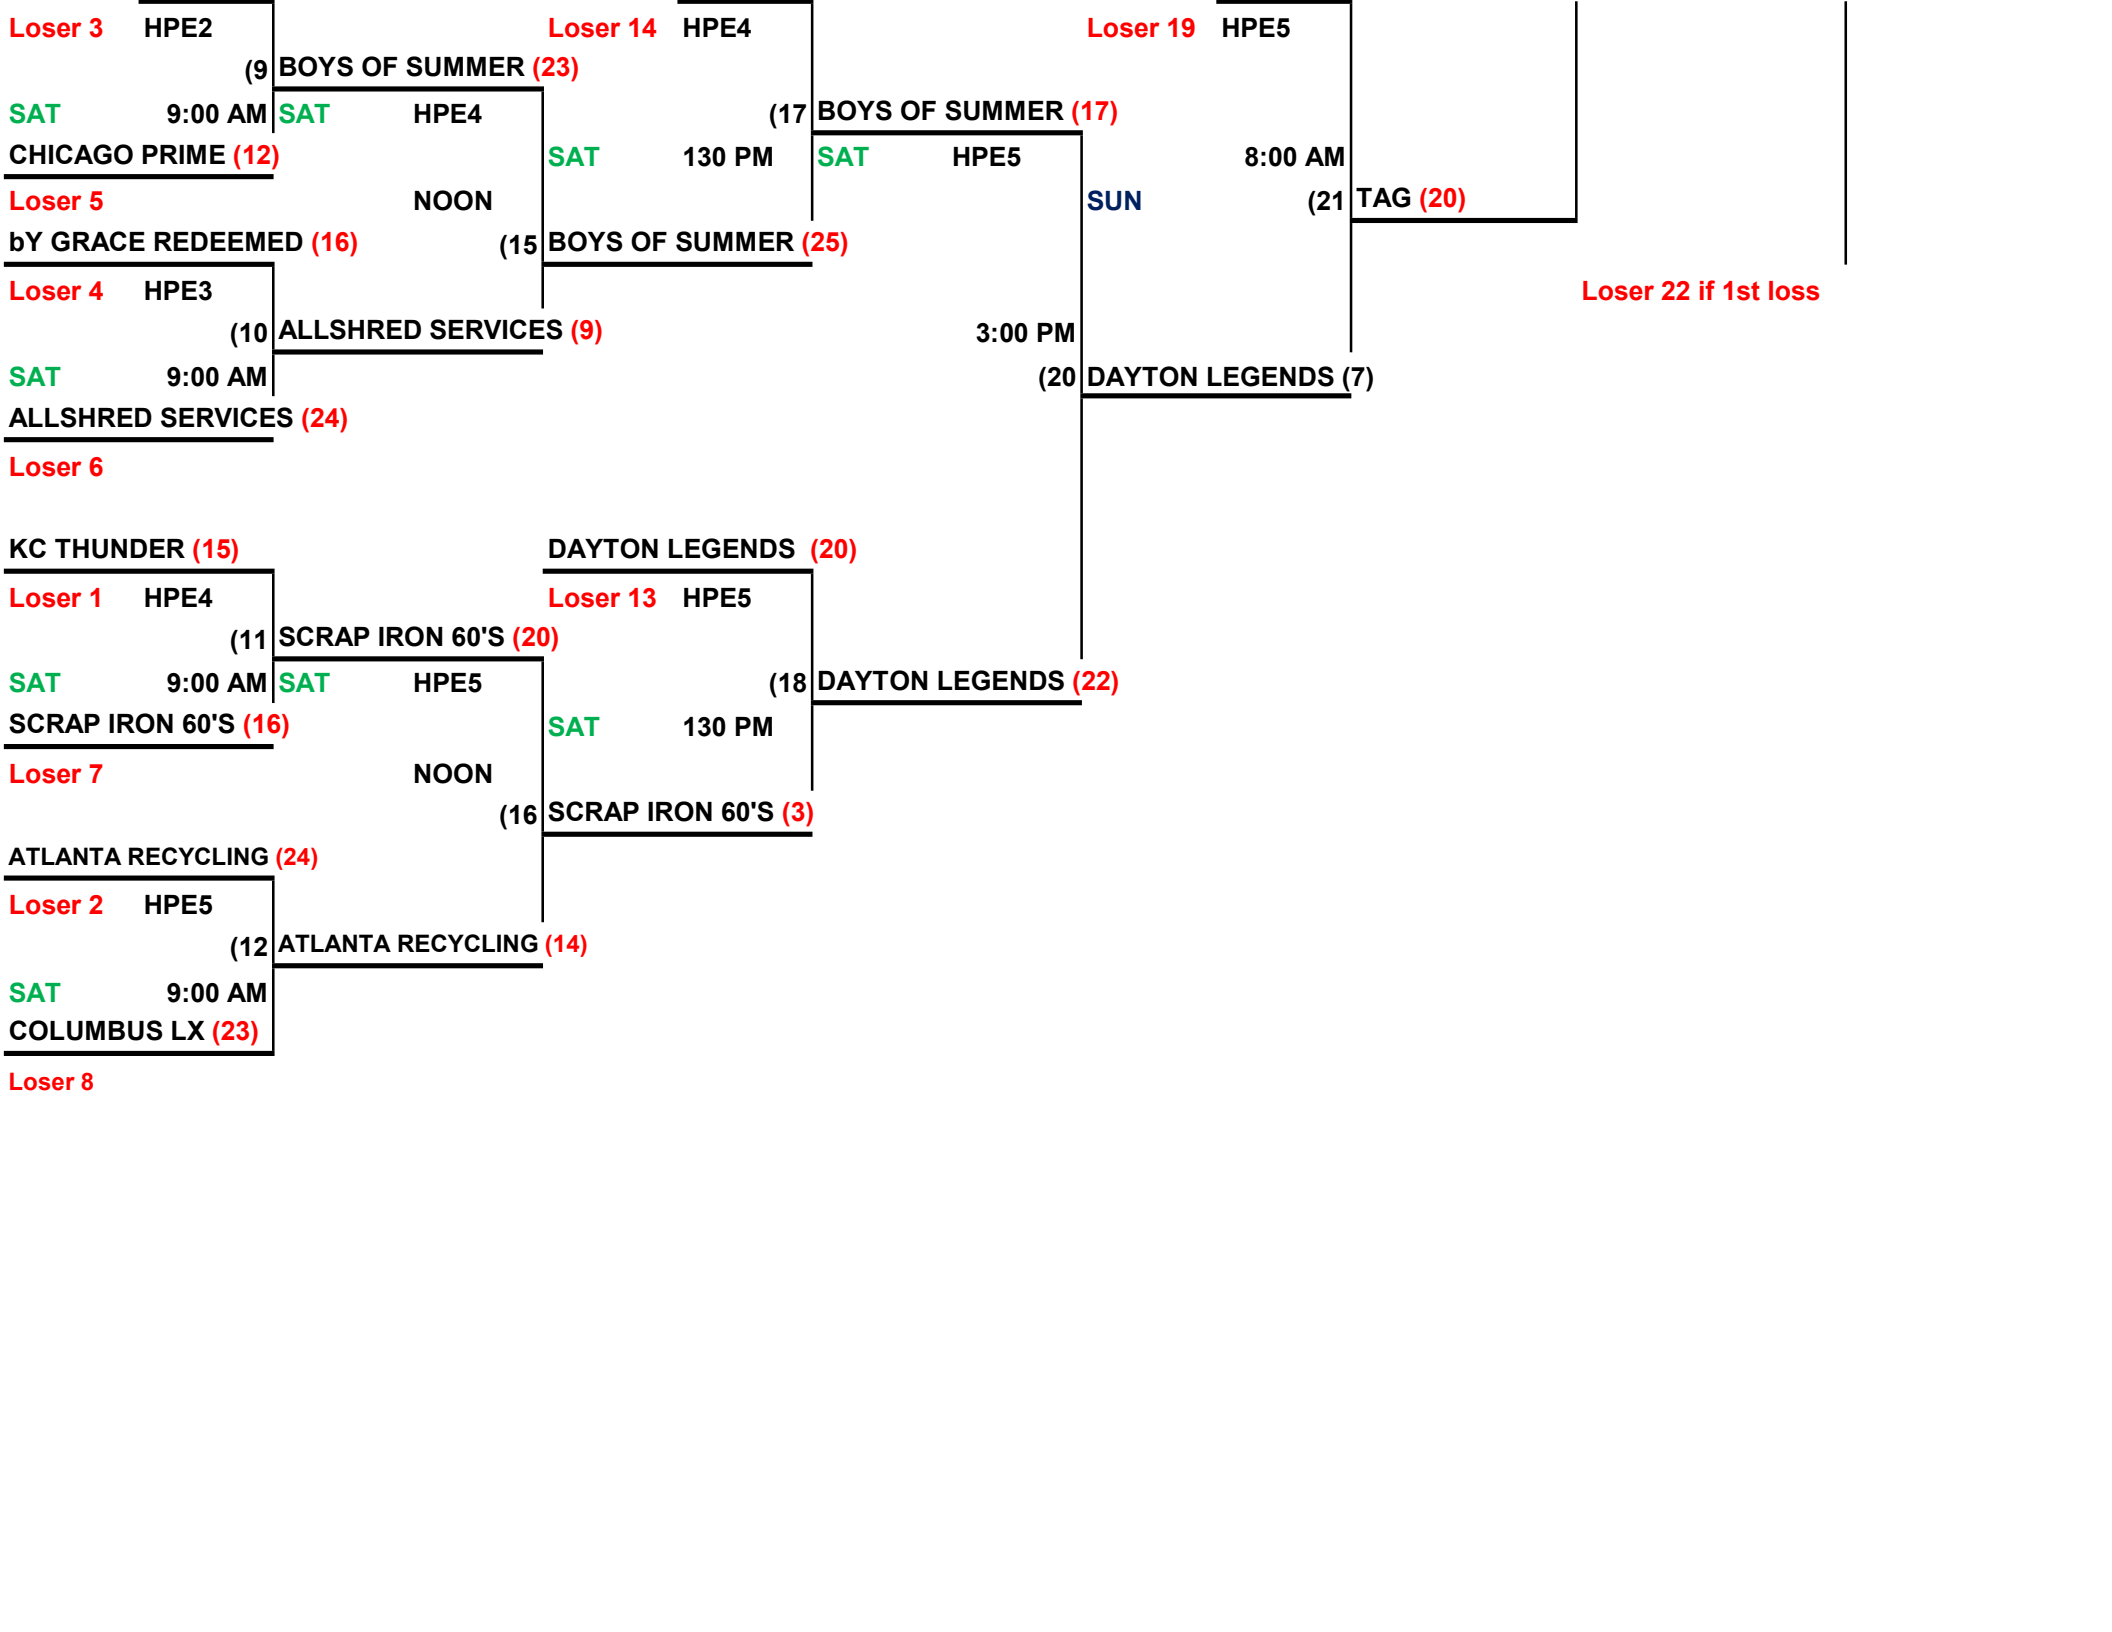 Loser 3 HPE2 Loser 14 HPE4 Loser 19 HPE5
(9 BOYS OF SUMMER (23)
SAT 9:00 AM SAT HPE4 (17 BOYS OF SUMMER (17)
CHICAGO PRIME (12) SAT 130 PM SAT HPE5 8:00 AM
Loser 5 NOON SUN (21 TAG (20)
bY GRACE REDEEMED (16) (15 BOYS OF SUMMER (25)
Loser 4 HPE3 Loser 22 if 1st loss
(10 ALLSHRED SERVICES (9) 3:00 PM
SAT 9:00 AM (20 DAYTON LEGENDS (7)
ALLSHRED SERVICES (24)
Loser 6
KC THUNDER (15) DAYTON LEGENDS (20)
Loser 1 HPE4 Loser 13 HPE5
(11 SCRAP IRON 60'S (20)
SAT 9:00 AM SAT HPE5 (18 DAYTON LEGENDS (22)
SCRAP IRON 60'S (16) SAT 130 PM
Loser 7 NOON
(16 SCRAP IRON 60'S (3)
ATLANTA RECYCLING (24)
Loser 2 HPE5
(12 ATLANTA RECYCLING (14)
SAT 9:00 AM
COLUMBUS LX (23)
Loser 8